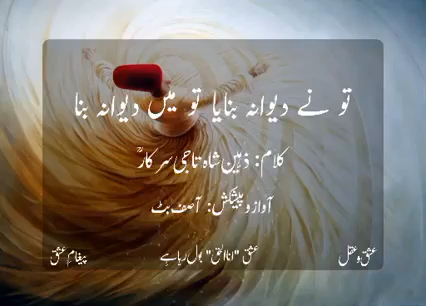 تو نے دیوانہ بنایا تو میں دیوانہ بنا
کلام: ذہین شاہ تاجی سرکارؒ
آواز و پیشکش: آصف بٹ
عشق و عقل
عشق "اناالحق" بول رہا ہے
پیغامِ عشق